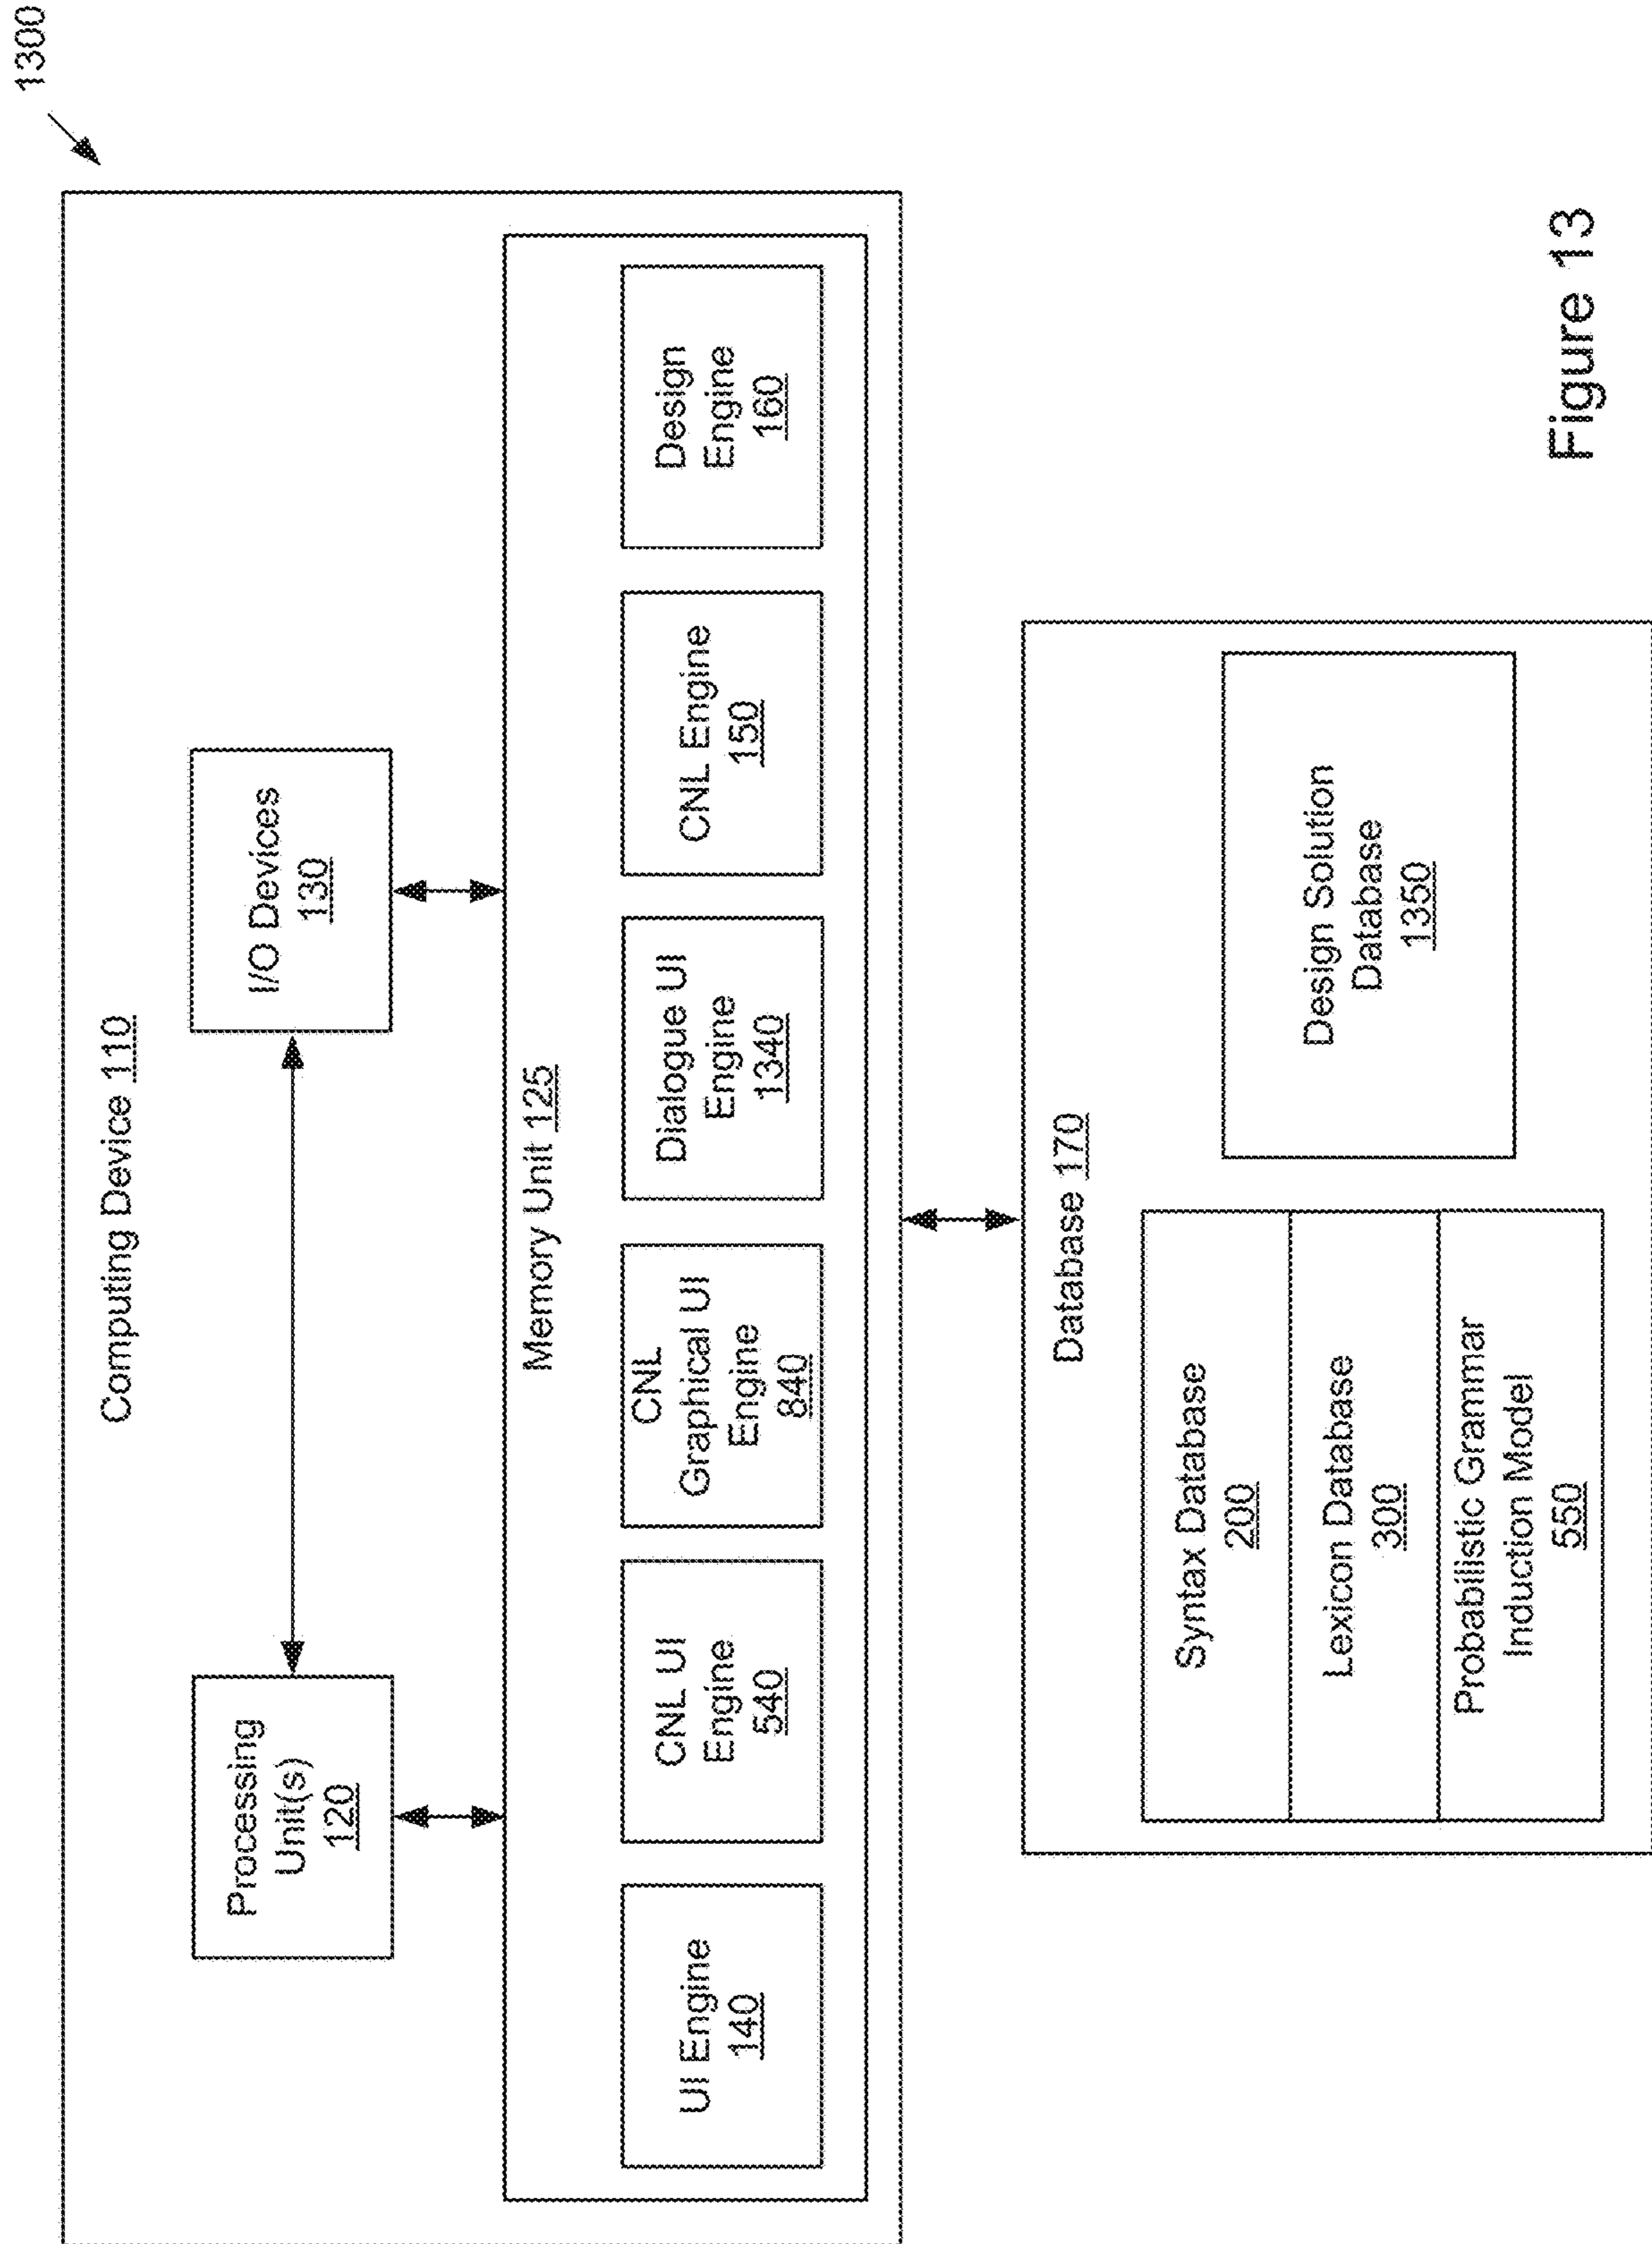 1300
Computing Device 110
Processing
Unit(s)
120
I/O Devices
130
Memory Unit 125
UI Engine
140
CNL UI
Engine
540
CNL
Graphical UI
Engine
840
Dialogue UI
Engine
1340
CNL Engine
150
Design
Engine
160
Database 170
Syntax Database
200
Lexicon Database
300
Probabilistic Grammar
Induction Model
550
Design Solution
Database
1350
Figure 13